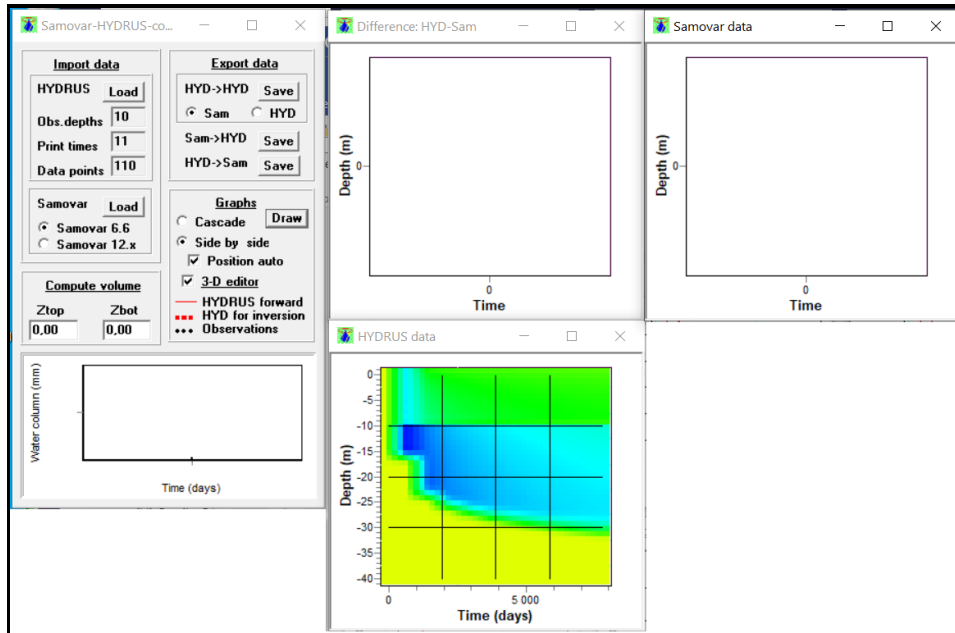 Samovar-HYDRUS-co...
Import data
HYDRUS Load
Obs.depths 10
Print times 11
Data points 110
Samovar Load
Samovar 6.6
Samovar 12.x
Compute volume
Ztop Zbot
0,00 0,00
Export data
HYD->HYD Save
Sam HYD
Sam->HYD Save
HYD->Sam Save
Graphs
Cascade Draw
Side by side
Position auto
3-D editor
HYDRUS forward
HYD for inversion
Observations
Water column (mm)
Time (days)
Difference: HYD-Sam
Depth (m)
0
0
Time
Samovar data
Depth (m)
0
0
Time
HYDRUS data
Depth (m)
0
-5
-10
-15
-20
-25
-30
-35
-40
0 5 000
Time (days)